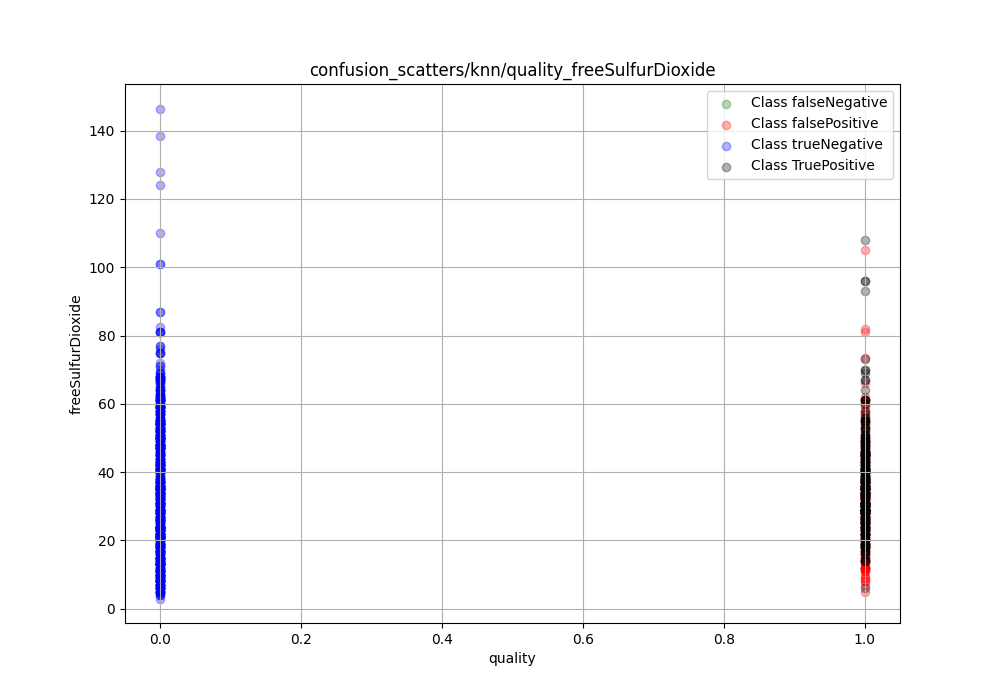 confusion_scatters/knn/quality_freeSulfurDioxide
Class falseNegative
Class falsePositive
Class trueNegative
Class TruePositive
freeSulfurDioxide
140
120
100
80
60
40
20
0
0.0 0.2 0.4 0.6 0.8 1.0
quality